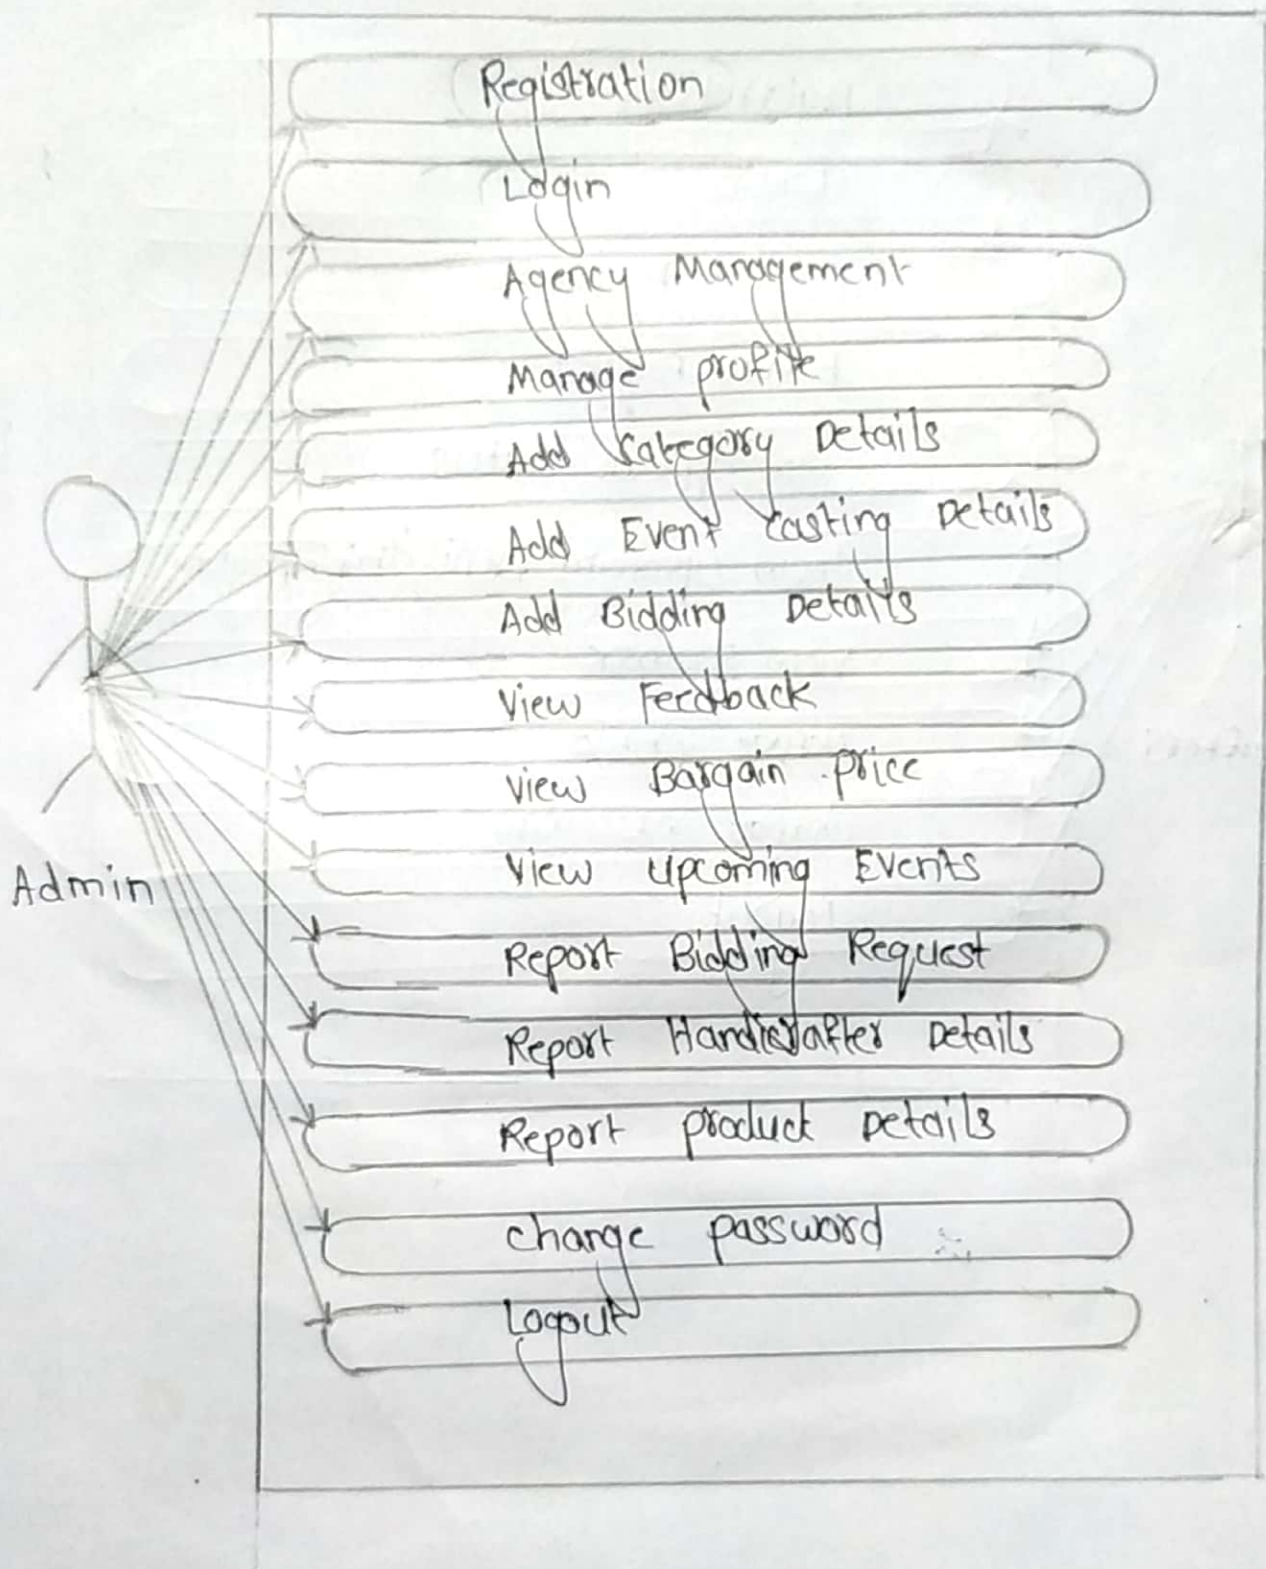 Registration
Login
Agency Management
Manage profile
Add Category Details
Add Event Casting Details
Add Bidding Details
View Feedback
View Bargain price
View Upcoming Events
Admin
Report Bidding Request
Report Handicrafter Details
Report product Details
change password
Logout